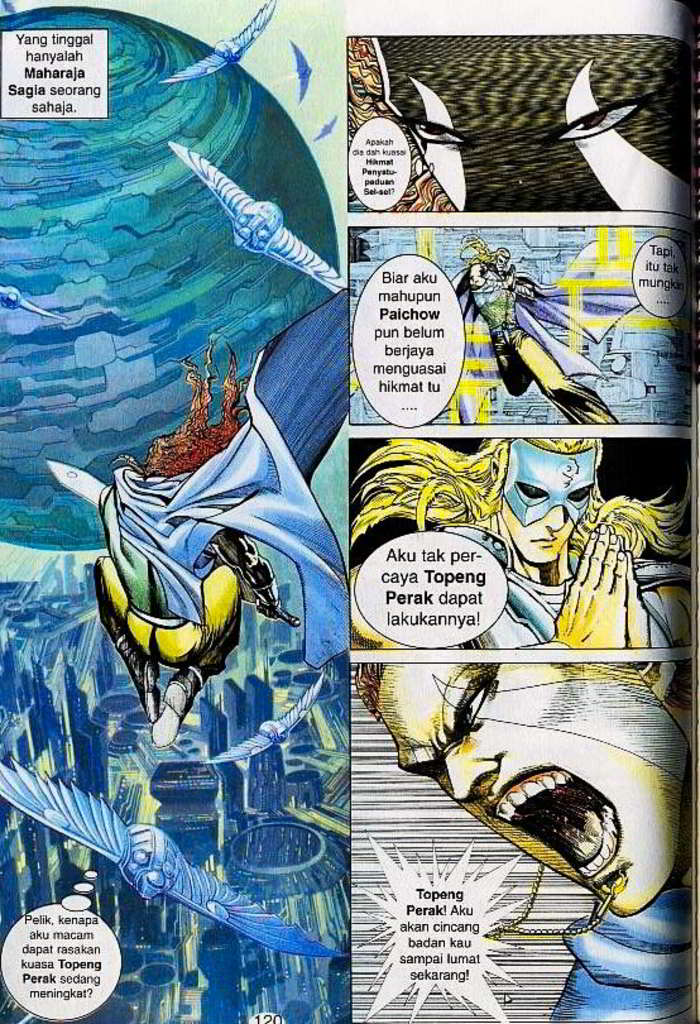 Yang tinggal
hanyalah
Maharaja
Sagia seorang
sahaja.
Pelik, kenapa
aku macam
dapat rasakan
kuasa Topeng
Perak sedang
meningkat?
120
Apakah
dia dah kuasai
Hikmat
Penyatu-
paduan
Sel-sel?
Biar aku
mahupun
Paichow
pun belum
berjaya
menguasai
hikmat tu
....
Tapi,
itu tak
mungkin
....
Aku tak per-
caya Topeng
Perak dapat
lakukannya!
Topeng
Perak! Aku
akan cincang
badan kau
sampai lumat
sekarang!